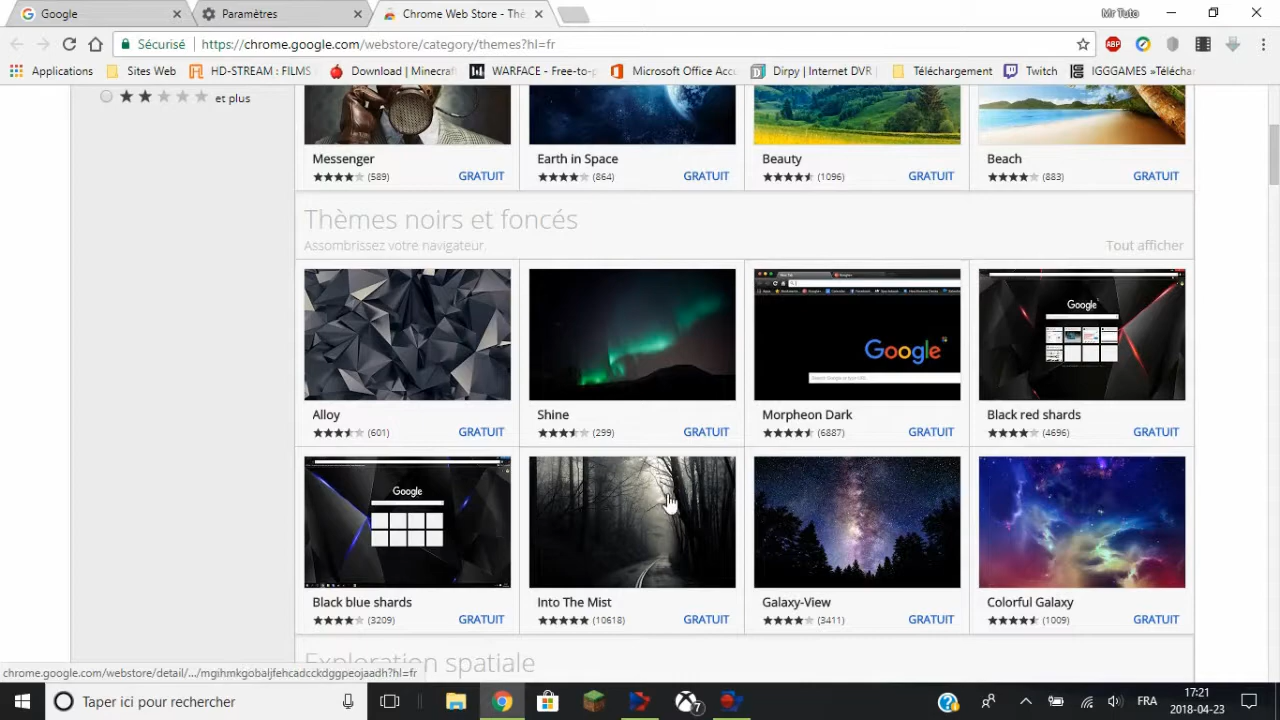 Google
Paramètres
Chrome Web Store - Thè
Mr Tuto
Sécurisé
https://chrome.google.com/webstore/category/themes?hl=fr
ABP
Applications
Sites Web
HD-STREAM : FILMS
Download | Minecraf
WARFACE - Free-to-p
Microsoft Office Accu
Dirpy | Internet DVR
Téléchargement
Twitch
IGGGAMES »Téléchar
et plus
Messenger
(589) GRATUIT
Earth in Space
(864) GRATUIT
Beauty
(1096) GRATUIT
Beach
(883) GRATUIT
Thèmes noirs et foncés
Assombrissez votre navigateur.
Tout afficher
Google
Google
Alloy
(601) GRATUIT
Shine
(299) GRATUIT
Morpheon Dark
(6887) GRATUIT
Black red shards
(4696) GRATUIT
Google
Black blue shards
(3209) GRATUIT
Into The Mist
(10618) GRATUIT
Galaxy-View
(3411) GRATUIT
Colorful Galaxy
(1009) GRATUIT
Exploration spatiale
chrome.google.com/webstore/detail/.../mgihmkgobaljfehcadcckdggpeojaadh?hl=fr
Taper ici pour rechercher
7
FRA
17:21
2018-04-23